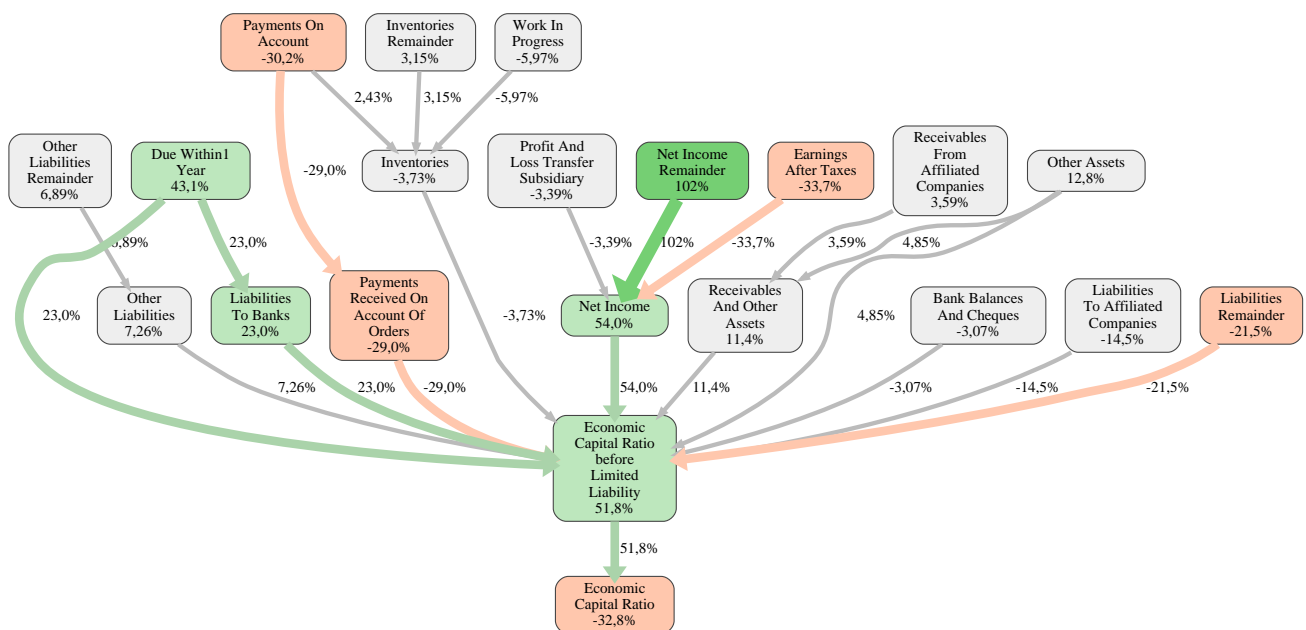 Payments On
Account
-30,2%
Inventories
Remainder
3,15%
Work In
Progress
-5,97%
2,43%
3,15%
-5,97%
Other
Liabilities
Remainder
6,89%
Due Within1
Year
43,1%
-29,0%
Inventories
-3,73%
Profit And
Loss Transfer
Subsidiary
-3,39%
Net Income
Remainder
102%
Earnings
After Taxes
-33,7%
Receivables
From
Affiliated
Companies
3,59%
Other Assets
12,8%
6,89%
23,0%
-3,39%
102%
-33,7%
3,59%
4,85%
23,0%
Other
Liabilities
7,26%
Liabilities
To Banks
23,0%
Payments
Received On
Account Of
Orders
-29,0%
-3,73%
Net Income
54,0%
Receivables
And Other
Assets
11,4%
4,85%
Bank Balances
And Cheques
-3,07%
Liabilities
To Affiliated
Companies
-14,5%
Liabilities
Remainder
-21,5%
7,26%
23,0%
-29,0%
54,0%
11,4%
-3,07%
-14,5%
-21,5%
Economic
Capital Ratio
before
Limited
Liability
51,8%
51,8%
Economic
Capital Ratio
-32,8%